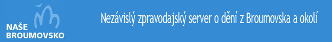 NAŠE
BROUMOVSKO
Nezávislý zpravodajský server o dění z Broumovska a okolí